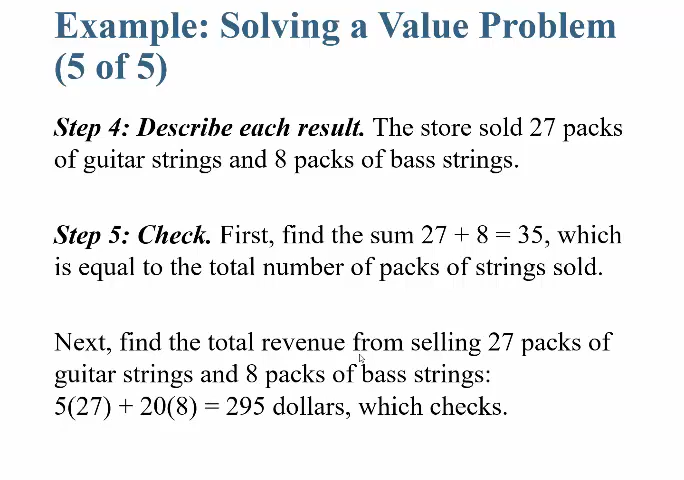 Example: Solving a Value Problem
(5 of 5)
Step 4: Describe each result. The store sold 27 packs
of guitar strings and 8 packs of bass strings.
Step 5: Check. First, find the sum 27 + 8 = 35, which
is equal to the total number of packs of strings sold.
Next, find the total revenue from selling 27 packs of
guitar strings and 8 packs of bass strings:
5(27) + 20(8) = 295 dollars, which checks.